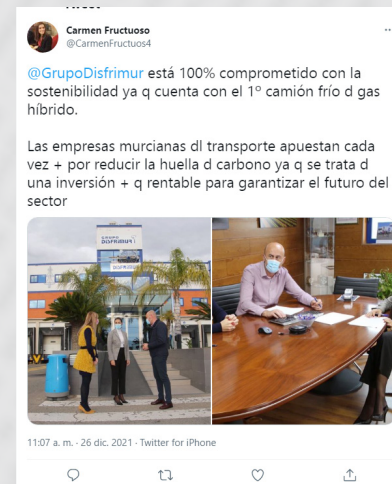 Carmen Fructuoso
@CarmenFructuos4
@GrupoDisfrimur está 100% comprometido con la
sostenibilidad ya q cuenta con el 1º camión frío d gas
híbrido.
Las empresas murcianas dl transporte apuestan cada
vez + por reducir la huella d carbono ya q se trata d
una inversión + q rentable para garantizar el futuro del
sector
GRUPO
DISFRIMUR
DISFRIMUR
11:07 a. m. · 26 dic. 2021 · Twitter for iPhone